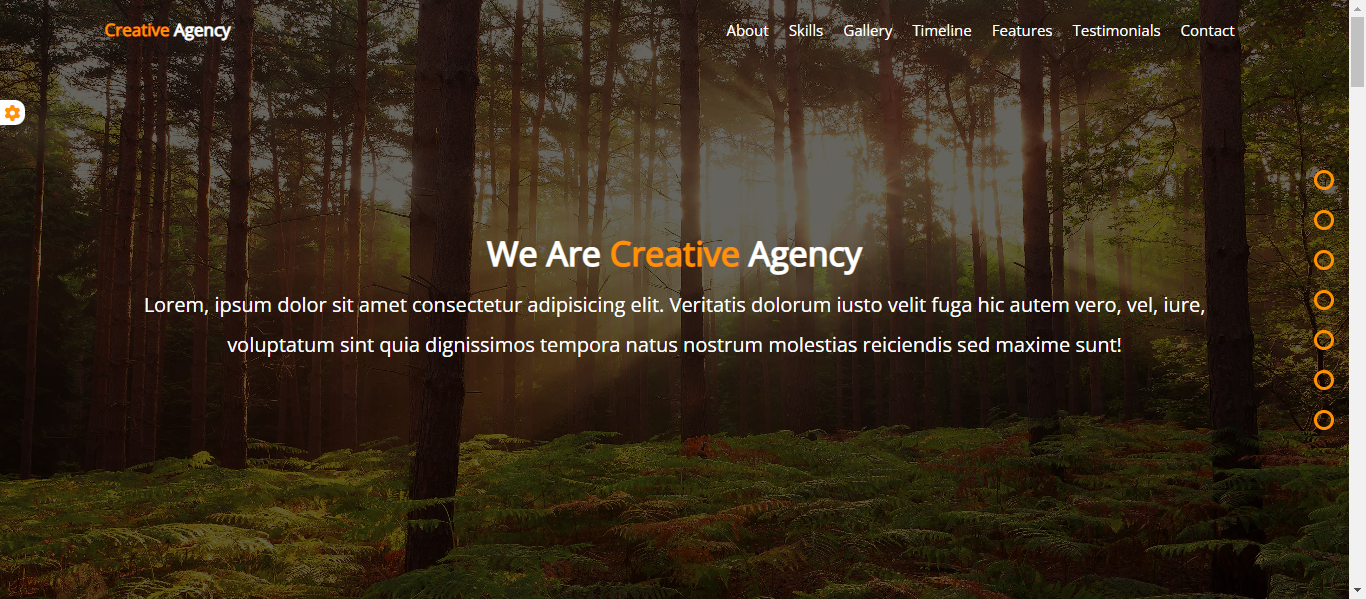 Creative Agency
About Skills Gallery Timeline Features Testimonials Contact
We Are Creative Agency
Lorem, ipsum dolor sit amet consectetur adipisicing elit. Veritatis dolorum iusto velit fuga hic autem vero, vel, iure,
voluptatum sint quia dignissimos tempora natus nostrum molestias reiciendis sed maxime sunt!